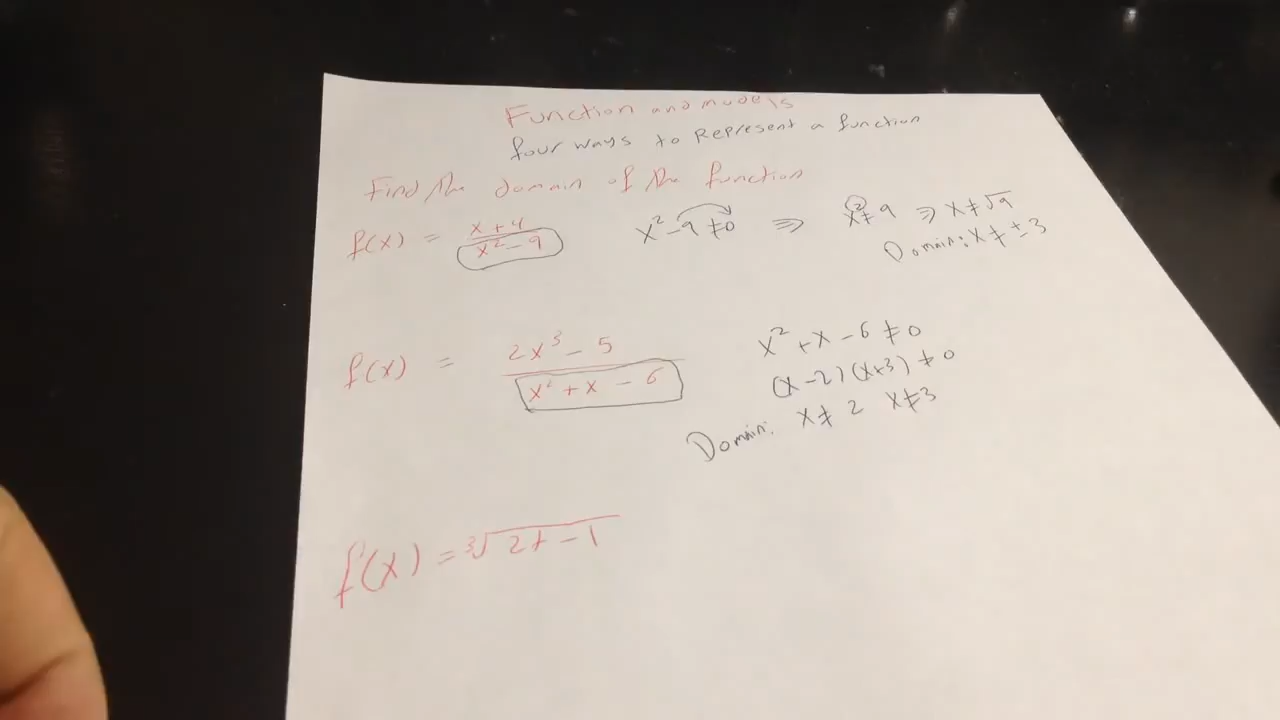 Function and models
four ways to Represent a function
Find the domain of the function
f(x) = x+4 / x² - 9    x² - 9 ≠ 0 ⇒ x² ≠ 9 ⇒ x ≠ √9
Domain: x ≠ ± 3
f(x) = 2x³ - 5 / x² + x - 6    x² + x - 6 ≠ 0
(x - 2) (x+3) ≠ 0
Domain: x ≠ 2 x ≠ 3
f(x) = ³√2t - 1